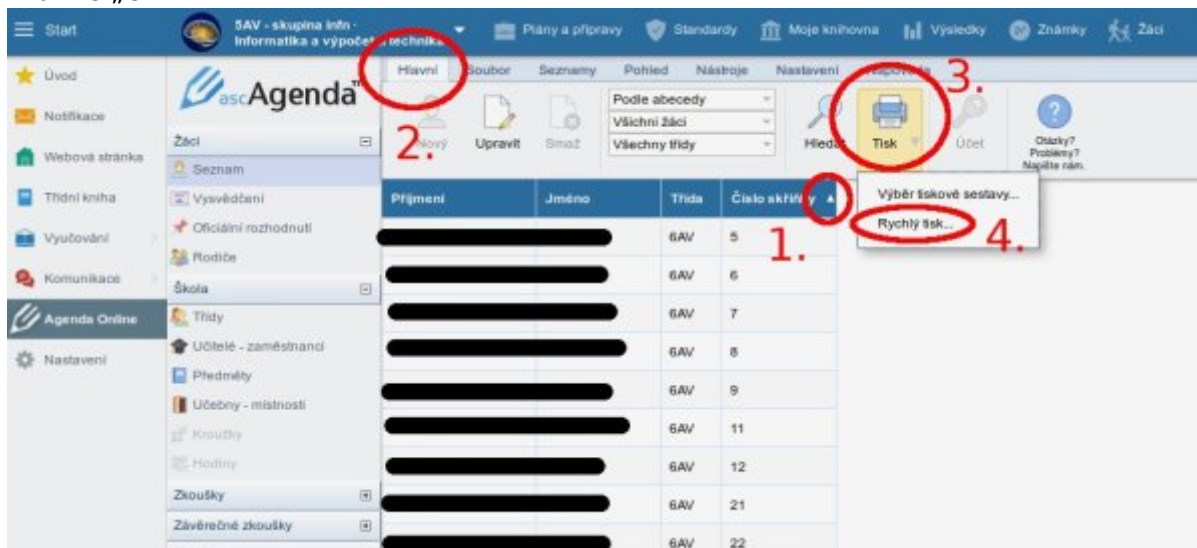 Start
5AV - skupina Infn -
Informatika a výpočetní technika
Plány a přípravy
Standardy
Moje knihovna
Výsledky
Známky
Žáci
Úvod
Notifikace
Webová stránka
Třídní kniha
Vyučování
Komunikace
Agenda Online
Nastavení
ascAgenda™
Žáci
Seznam
Vysvědčení
Oficiální rozhodnutí
Rodiče
Škola
Třídy
Učitelé - zaměstnanci
Předměty
Učebny - místnosti
Kroužky
Hodiny
Zkoušky
Závěrečné zkoušky
Hlavní Soubor Seznamy Pohled Nástroje Nastavení Nápověda
Nový
Upravit
Smaž
Podle abecedy
Všichni žáci
Všechny třídy
Hledat
Tisk
Účet
Otázky?
Problémy?
Napište nám.
2.
3.
Výběr tiskové sestavy...
Rychlý tisk...
4.
1.
Příjmení Jméno Třída Číslo skříňky
6AV 5
6AV 6
6AV 7
6AV 8
6AV 9
6AV 11
6AV 12
6AV 21
6AV 22